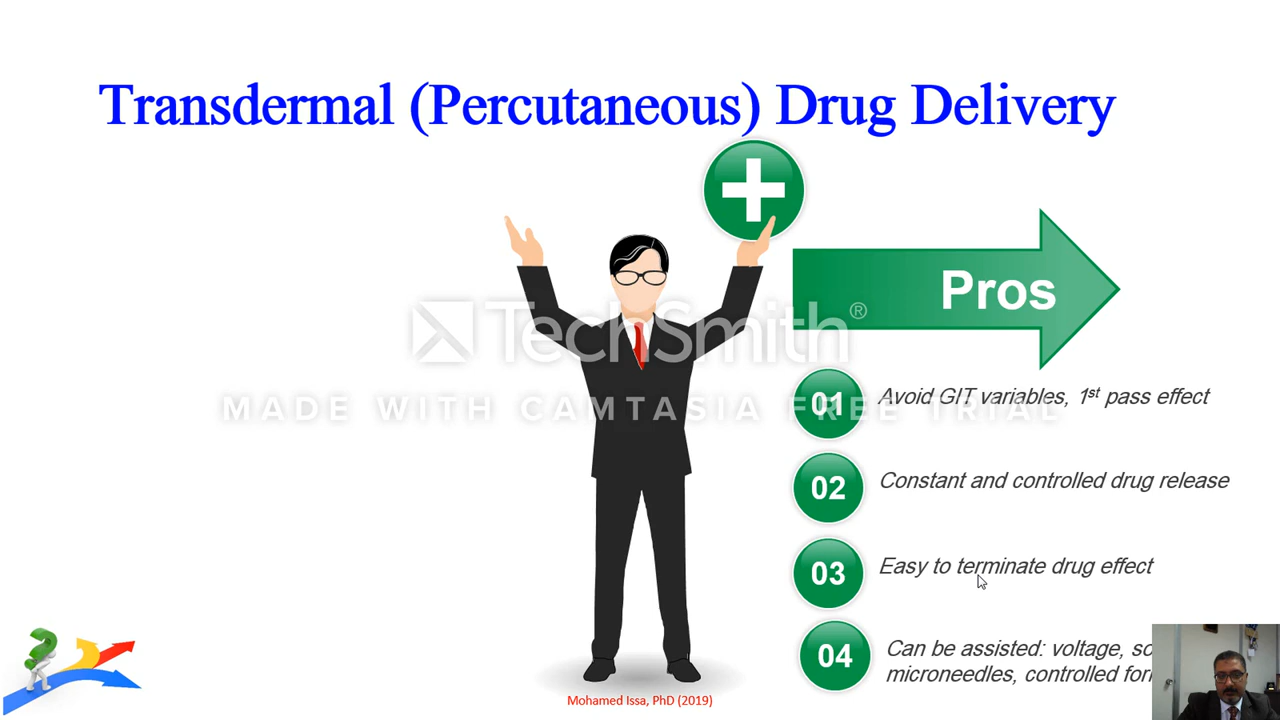 Transdermal (Percutaneous) Drug Delivery
Pros
TechSmith®
MADE WITH CAMTASIA FREE TRIAL
01 Avoid GIT variables, 1st pass effect
02 Constant and controlled drug release
03 Easy to terminate drug effect
04 Can be assisted: voltage,
microneedles, controlled
Mohamed Issa, PhD (2019)